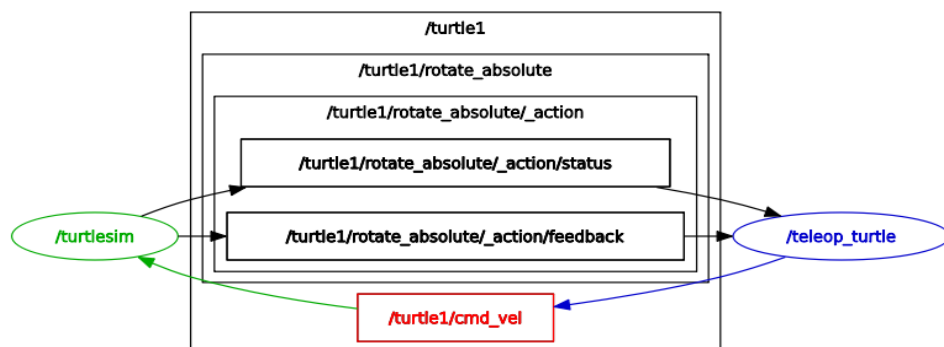 /turtle1
/turtle1/rotate_absolute
/turtle1/rotate_absolute/_action
/turtle1/rotate_absolute/_action/status
/turtlesim
/turtle1/rotate_absolute/_action/feedback
/teleop_turtle
/turtle1/cmd_vel